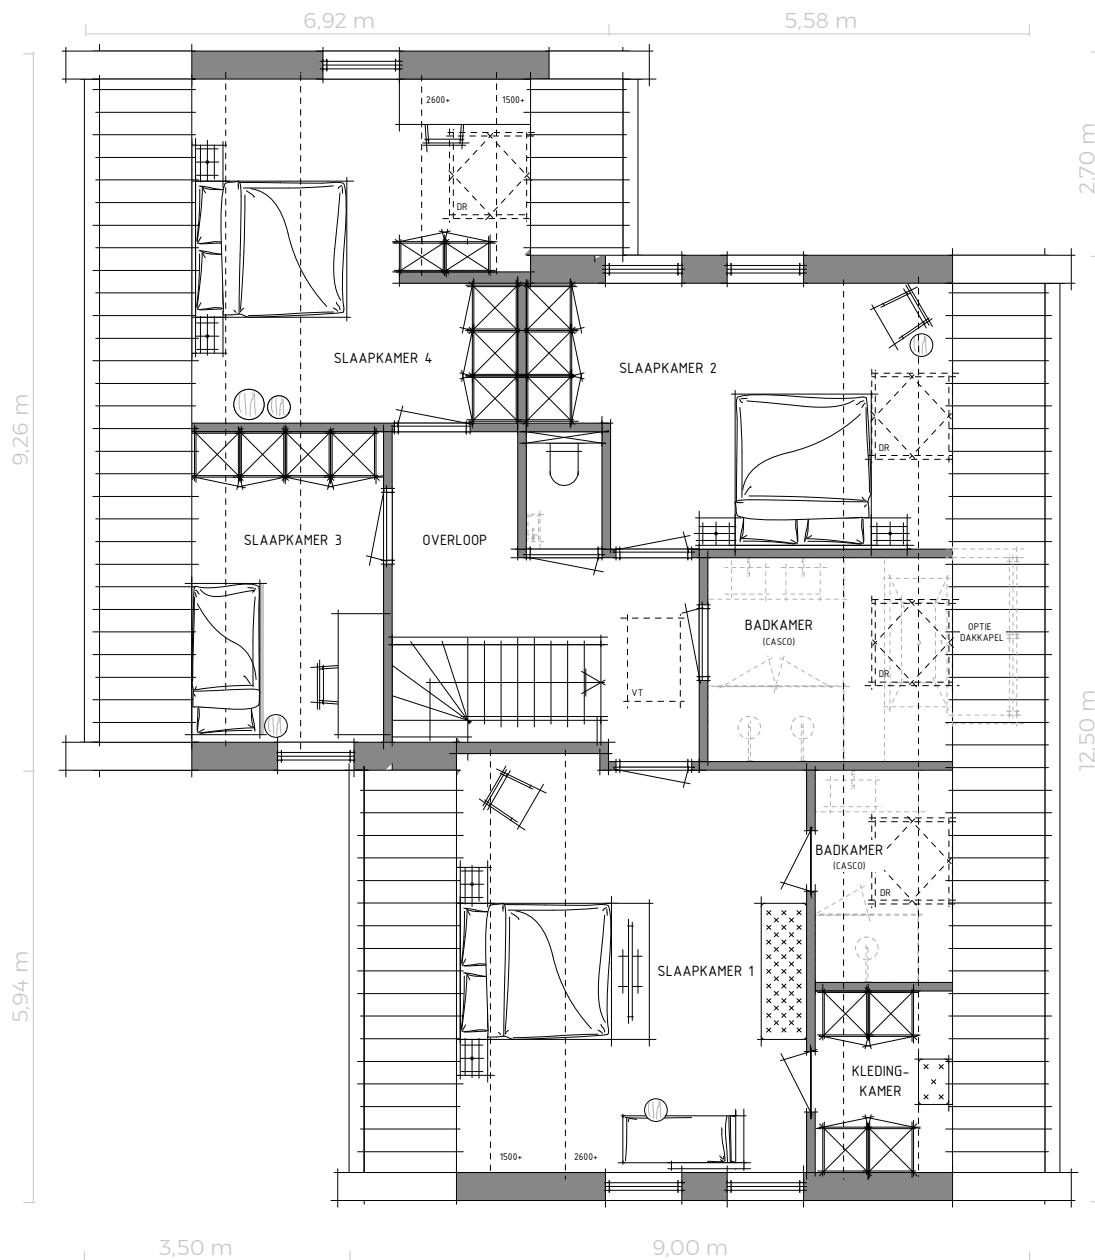 6,92 m
5,58 m
2600+
1500+
2,70 m
DR
SLAAPKAMER 4
SLAAPKAMER 2
9,26 m
DR
SLAAPKAMER 3
OVERLOOP
BADKAMER
(CASCO)
OPTIE
DAKKAPEL
DR
VT
12,50 m
BADKAMER
(CASCO)
DR
5,94 m
SLAAPKAMER 1
KLEDING-
KAMER
1500+
2600+
3,50 m
9,00 m